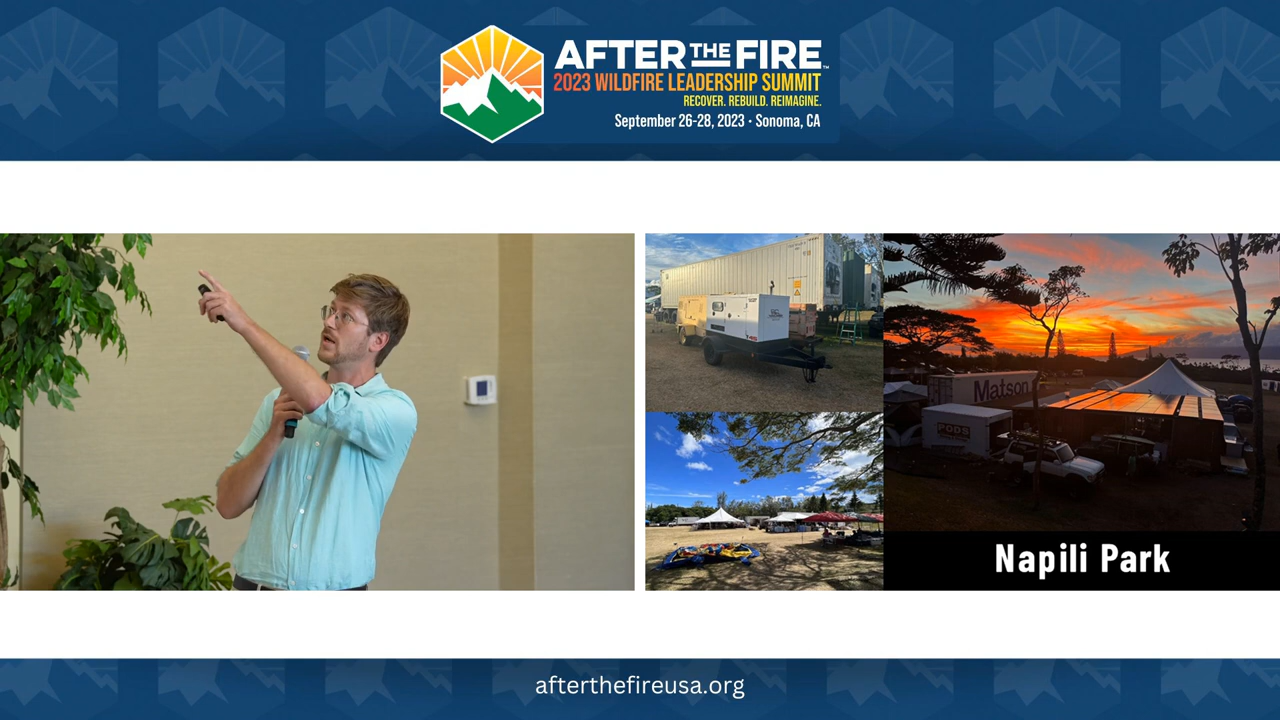 AFTER THE FIRE™
2023 WILDFIRE LEADERSHIP SUMMIT
RECOVER. REBUILD. REIMAGINE.
September 26-28, 2023 · Sonoma, CA
Matson
PODS
Napili Park
afterthefireusa.org